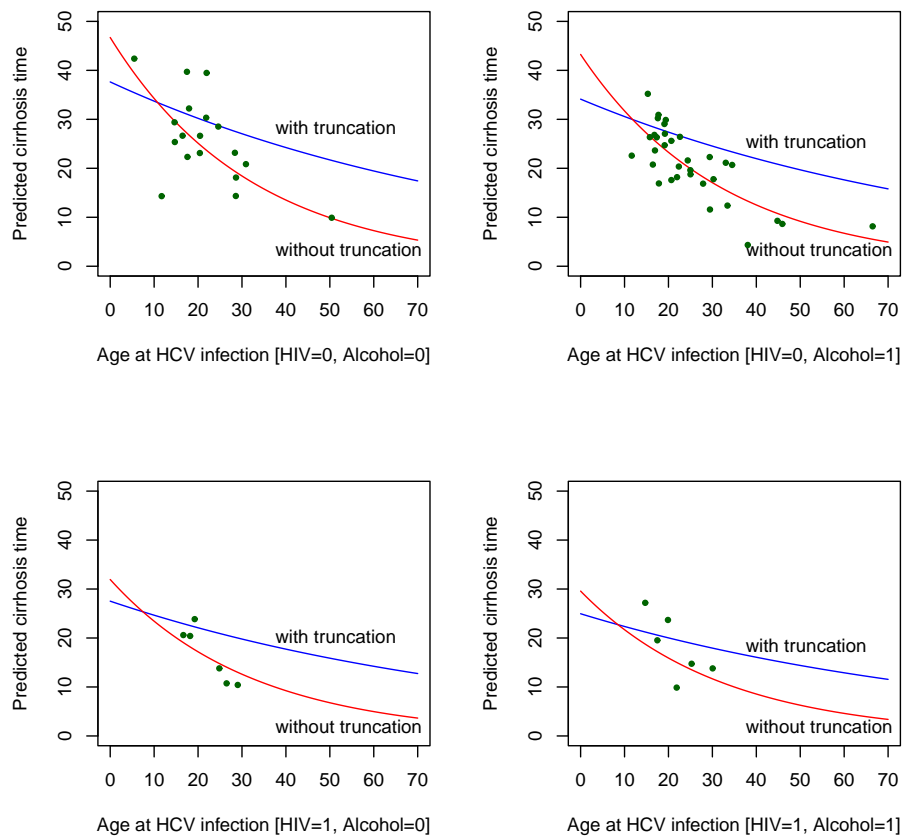 Predicted cirrhosis time
50
40
30
20
10
0
with truncation
without truncation
0 10 20 30 40 50 60 70
Age at HCV infection [HIV=0, Alcohol=0]
Predicted cirrhosis time
50
40
30
20
10
0
with truncation
without truncation
0 10 20 30 40 50 60 70
Age at HCV infection [HIV=0, Alcohol=1]
Predicted cirrhosis time
50
40
30
20
10
0
with truncation
without truncation
0 10 20 30 40 50 60 70
Age at HCV infection [HIV=1, Alcohol=0]
Predicted cirrhosis time
50
40
30
20
10
0
with truncation
without truncation
0 10 20 30 40 50 60 70
Age at HCV infection [HIV=1, Alcohol=1]